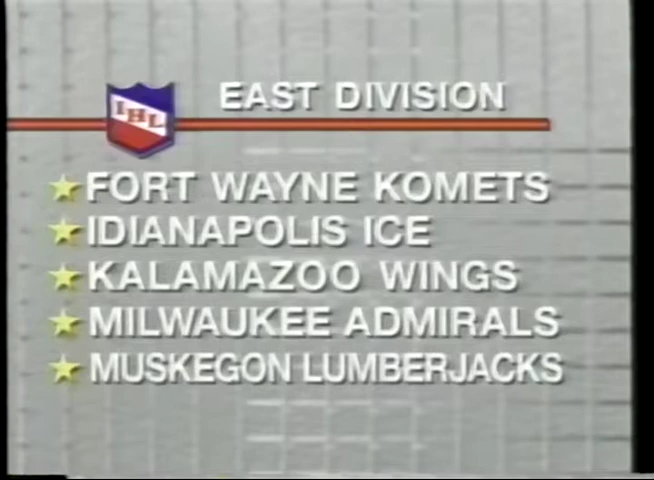 EAST DIVISION
IHL
FORT WAYNE KOMETS
IDIANAPOLIS ICE
KALAMAZOO WINGS
MILWAUKEE ADMIRALS
MUSKEGON LUMBERJACKS